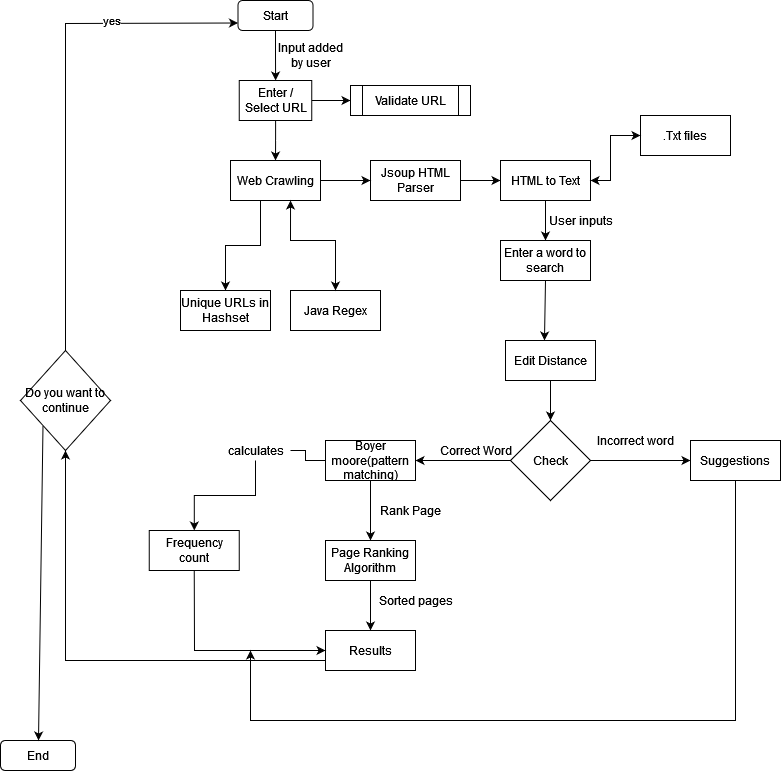 Start
yes
Input added
by user
Enter /
Select URL
Validate URL
.Txt files
Web Crawling
Jsoup HTML
Parser
HTML to Text
User inputs
Enter a word to
search
Unique URLs in
Hashset
Java Regex
Edit Distance
Do you want to
continue
calculates
Boyer
moore(pattern
matching)
Correct Word
Check
Incorrect word
Suggestions
Rank Page
Frequency
count
Page Ranking
Algorithm
Sorted pages
Results
End